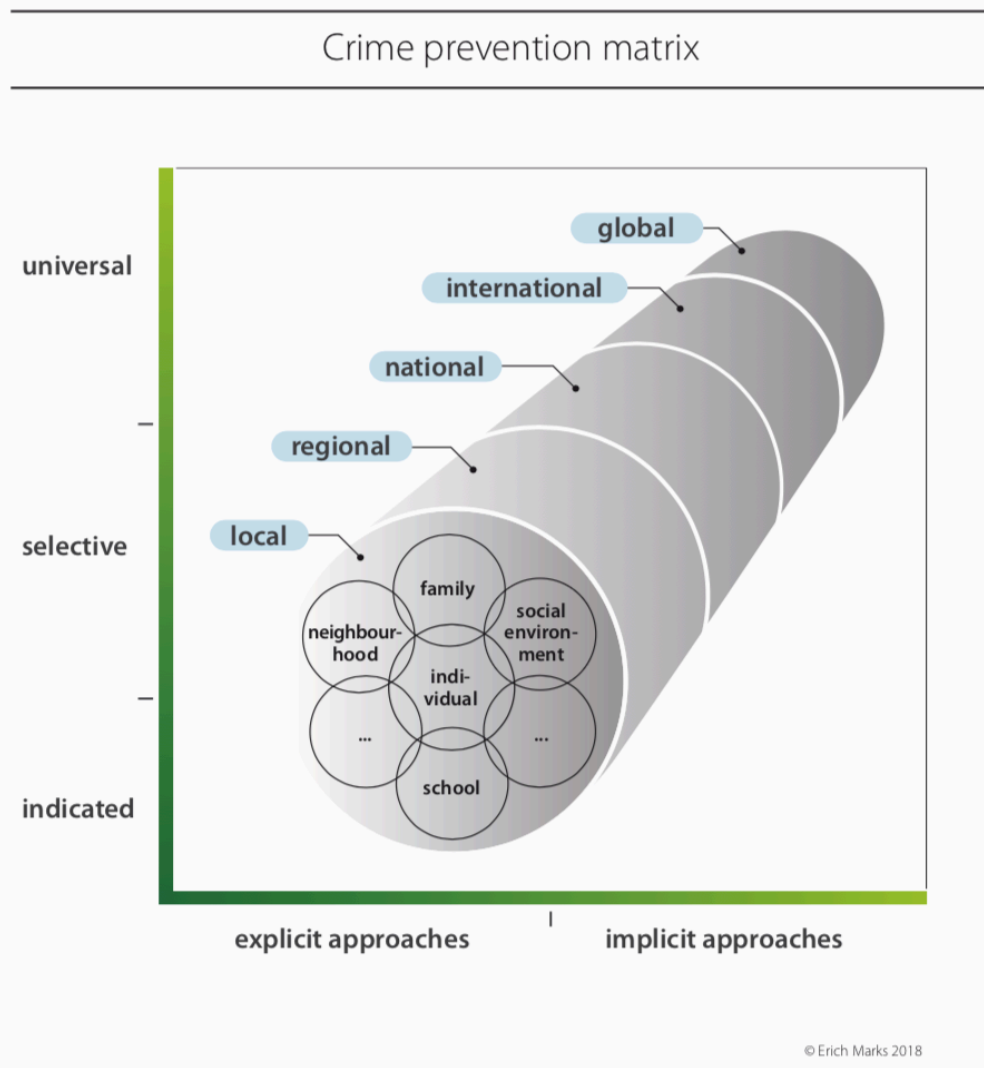 Crime prevention matrix
universal
selective
indicated
global
international
national
regional
local
family
neighbour-
hood
social
environ-
ment
indi-
vidual
...
...
school
explicit approaches
implicit approaches
© Erich Marks 2018